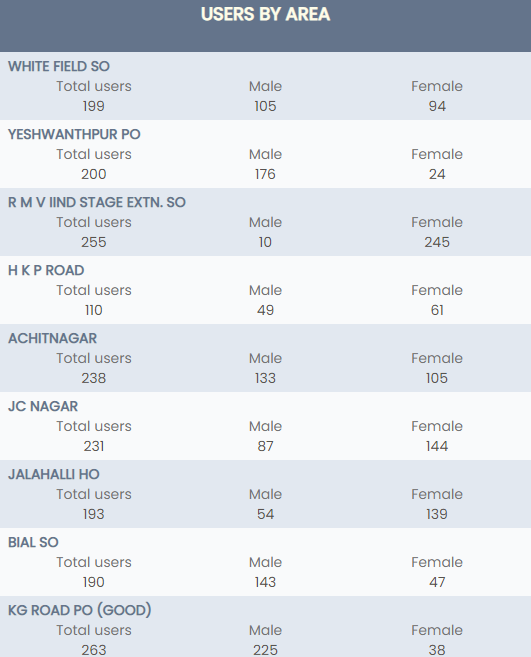 USERS BY AREA
WHITE FIELD SO
Total users Male Female
199 105 94
YESHWANTHPUR PO
Total users Male Female
200 176 24
R M V IIND STAGE EXTN. SO
Total users Male Female
255 10 245
H K P ROAD
Total users Male Female
110 49 61
ACHITNAGAR
Total users Male Female
238 133 105
JC NAGAR
Total users Male Female
231 87 144
JALAHALLI HO
Total users Male Female
193 54 139
BIAL SO
Total users Male Female
190 143 47
KG ROAD PO (GOOD)
Total users Male Female
263 225 38